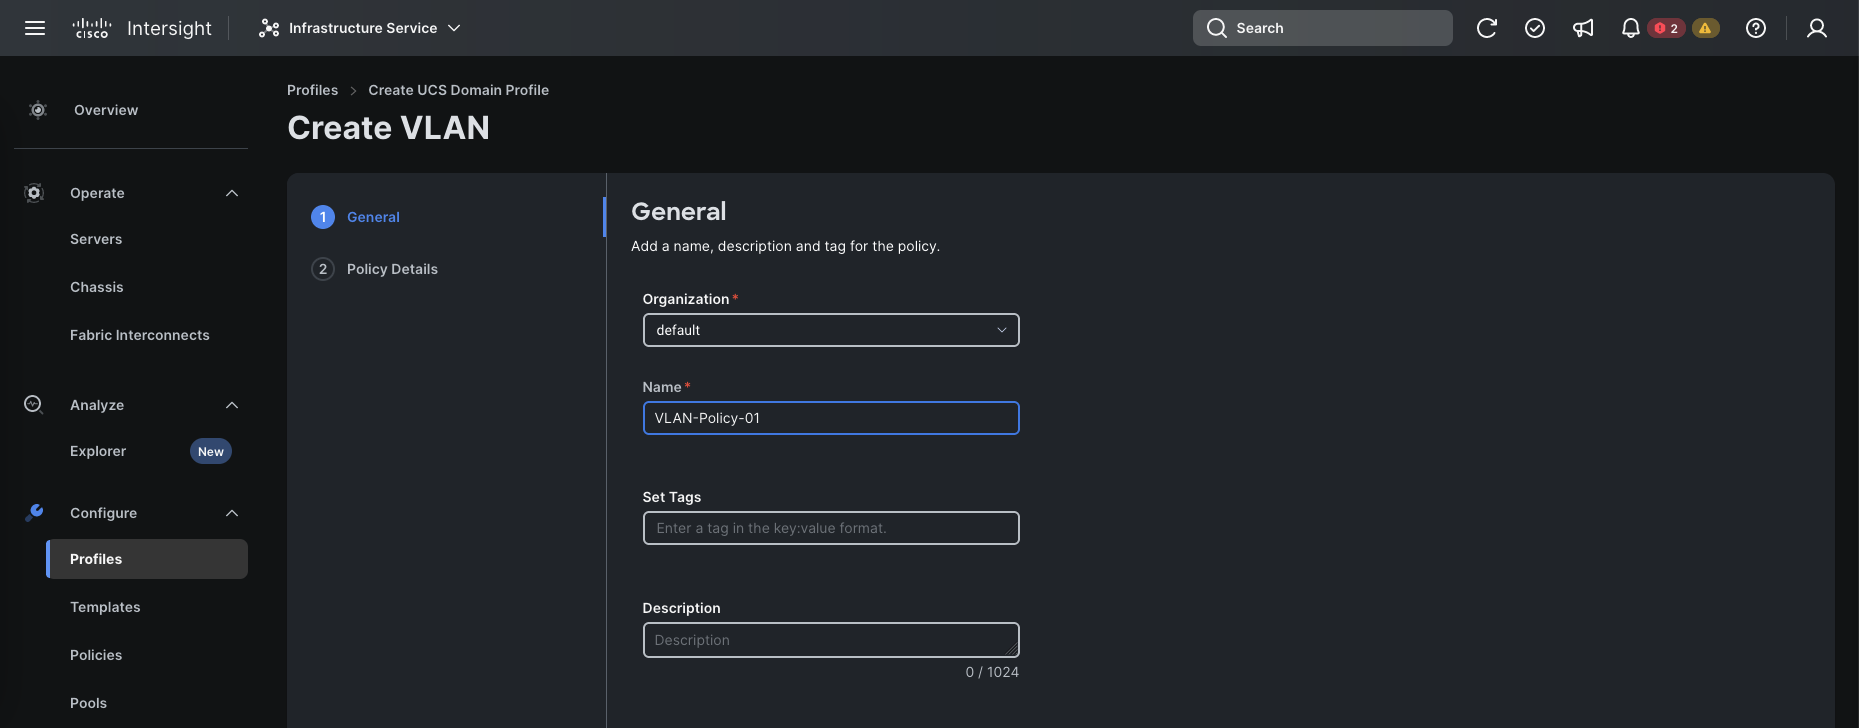 CISCO Intersight Infrastructure Service Search 2
Overview
Operate
Servers
Chassis
Fabric Interconnects
Analyze
Explorer New
Configure
Profiles
Templates
Policies
Pools
Profiles > Create UCS Domain Profile
Create VLAN
1 General
2 Policy Details
General
Add a name, description and tag for the policy.
Organization *
default
Name *
VLAN-Policy-01
Set Tags
Enter a tag in the key:value format.
Description
Description
0 / 1024